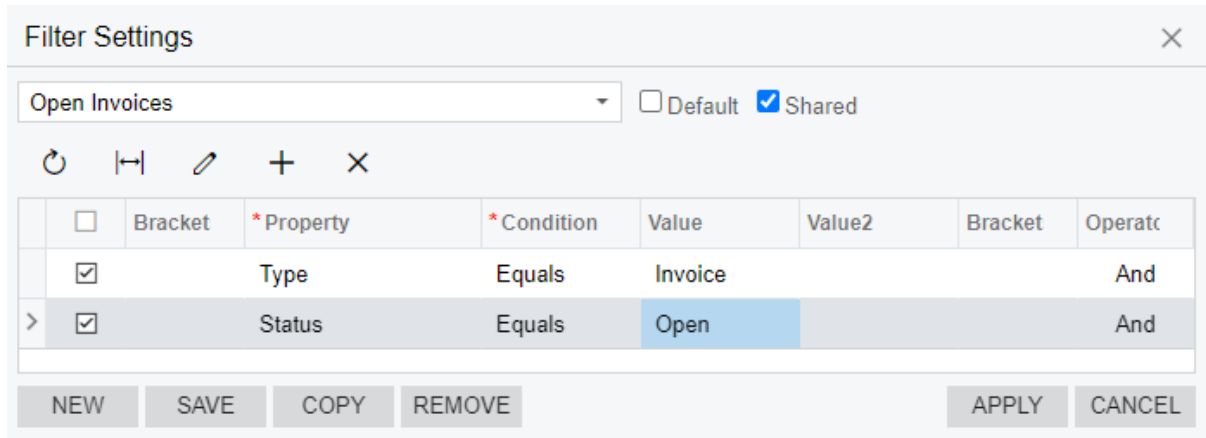 Filter Settings
Open Invoices Default Shared
Bracket * Property * Condition Value Value2 Bracket Operato
Type Equals Invoice And
Status Equals Open And
NEW SAVE COPY REMOVE APPLY CANCEL